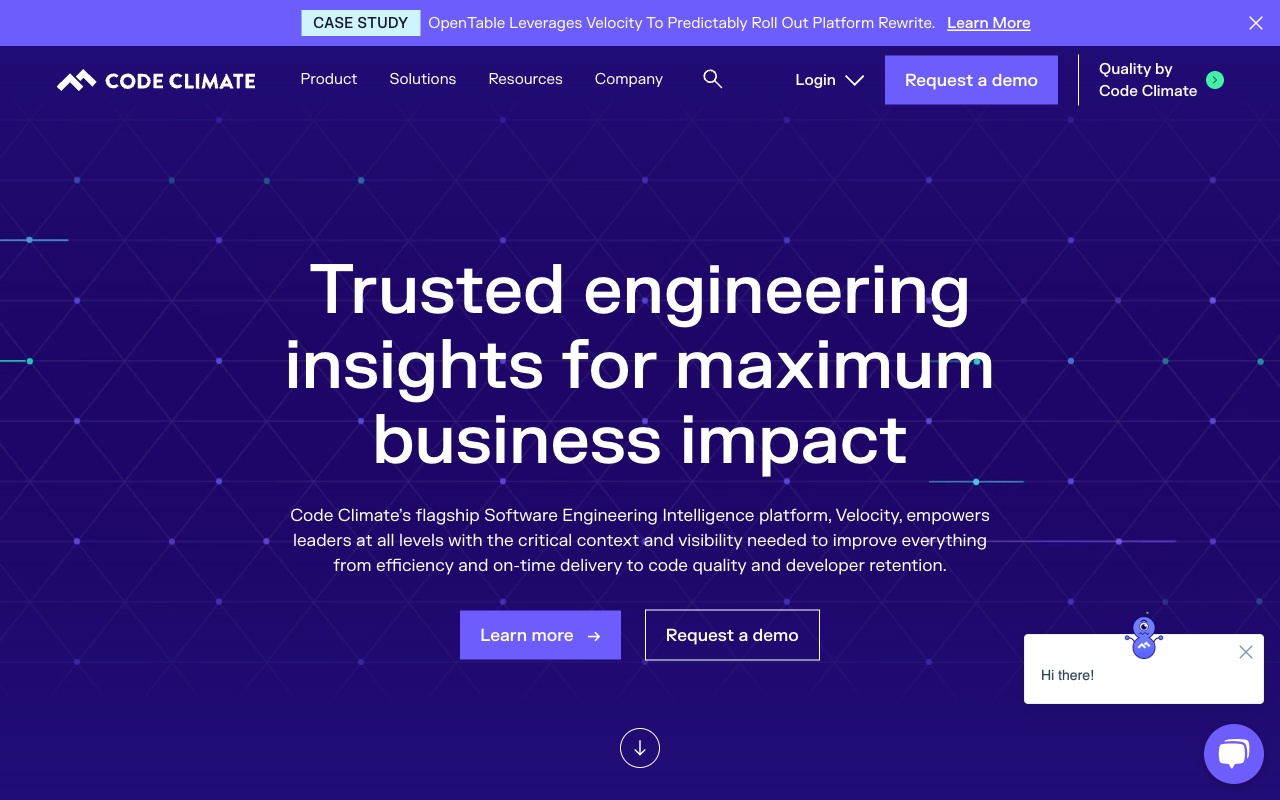 CASE STUDY OpenTable Leverages Velocity To Predictably Roll Out Platform Rewrite. Learn More
CODE CLIMATE Product Solutions Resources Company Login Request a demo
Quality by
Code Climate
Trusted engineering
insights for maximum
business impact
Code Climate’s flagship Software Engineering Intelligence platform, Velocity, empowers
leaders at all levels with the critical context and visibility needed to improve everything
from efficiency and on-time delivery to code quality and developer retention.
Learn more → Request a demo
Hi there!